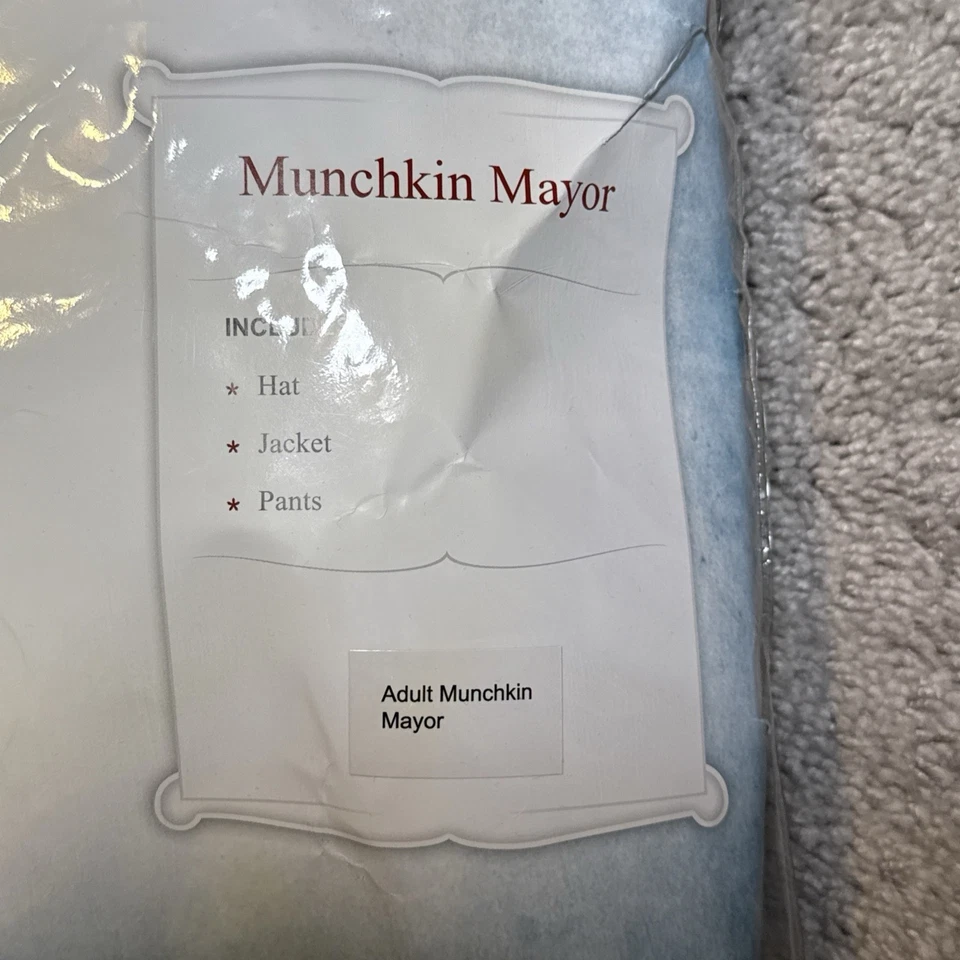 Munchkin Mayor
* Hat
* Jacket
* Pants
Adult Munchkin
Mayor